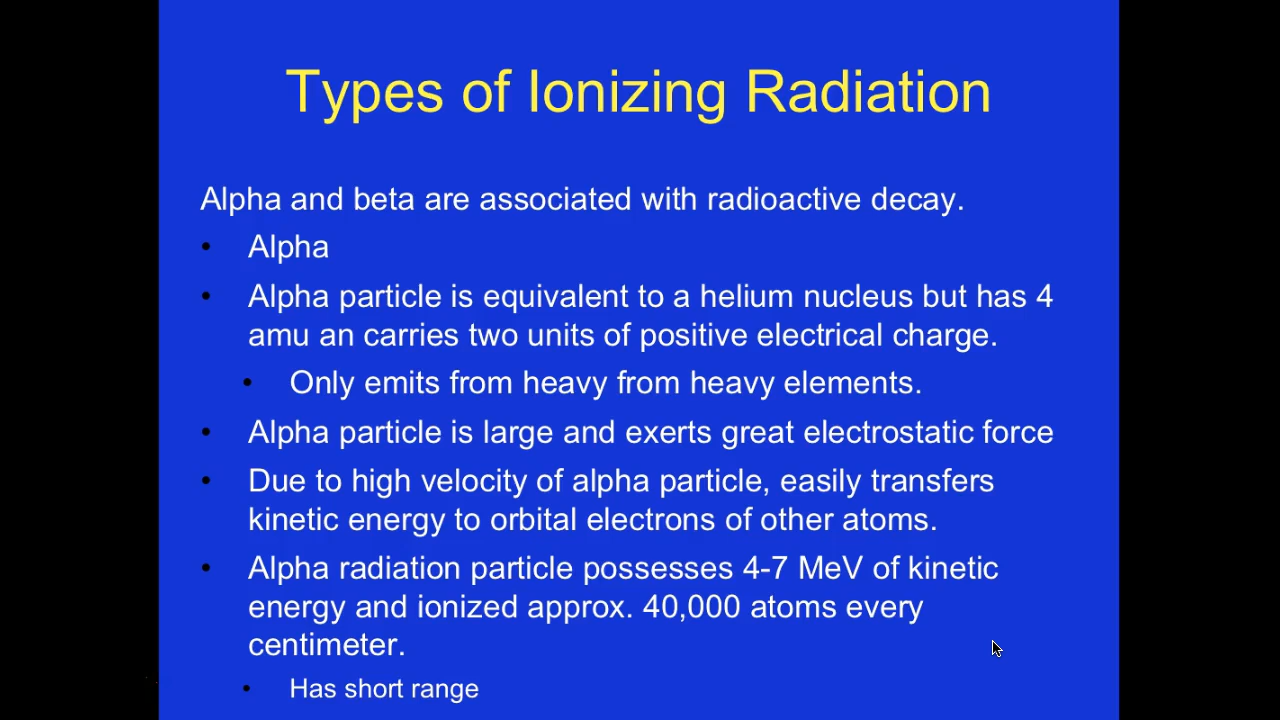 Types of Ionizing Radiation
Alpha and beta are associated with radioactive decay.
• Alpha
• Alpha particle is equivalent to a helium nucleus but has 4
amu an carries two units of positive electrical charge.
• Only emits from heavy from heavy elements.
• Alpha particle is large and exerts great electrostatic force
• Due to high velocity of alpha particle, easily transfers
kinetic energy to orbital electrons of other atoms.
• Alpha radiation particle possesses 4-7 MeV of kinetic
energy and ionized approx. 40,000 atoms every
centimeter.
• Has short range